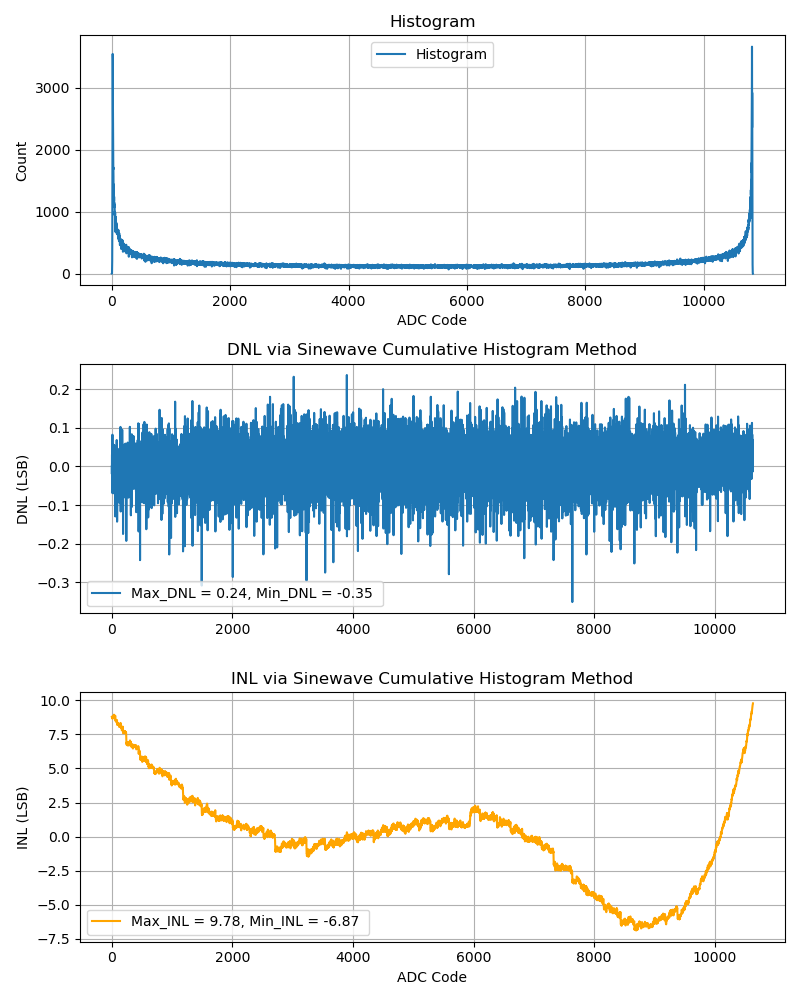 Histogram
Histogram
3000
2000
1000
0
Count
0 2000 4000 6000 8000 10000
ADC Code
DNL via Sinewave Cumulative Histogram Method
0.2
0.1
0.0
−0.1
−0.2
−0.3
DNL (LSB)
Max_DNL = 0.24, Min_DNL = -0.35
0 2000 4000 6000 8000 10000
INL via Sinewave Cumulative Histogram Method
10.0
7.5
5.0
2.5
0.0
−2.5
−5.0
−7.5
INL (LSB)
Max_INL = 9.78, Min_INL = -6.87
0 2000 4000 6000 8000 10000
ADC Code